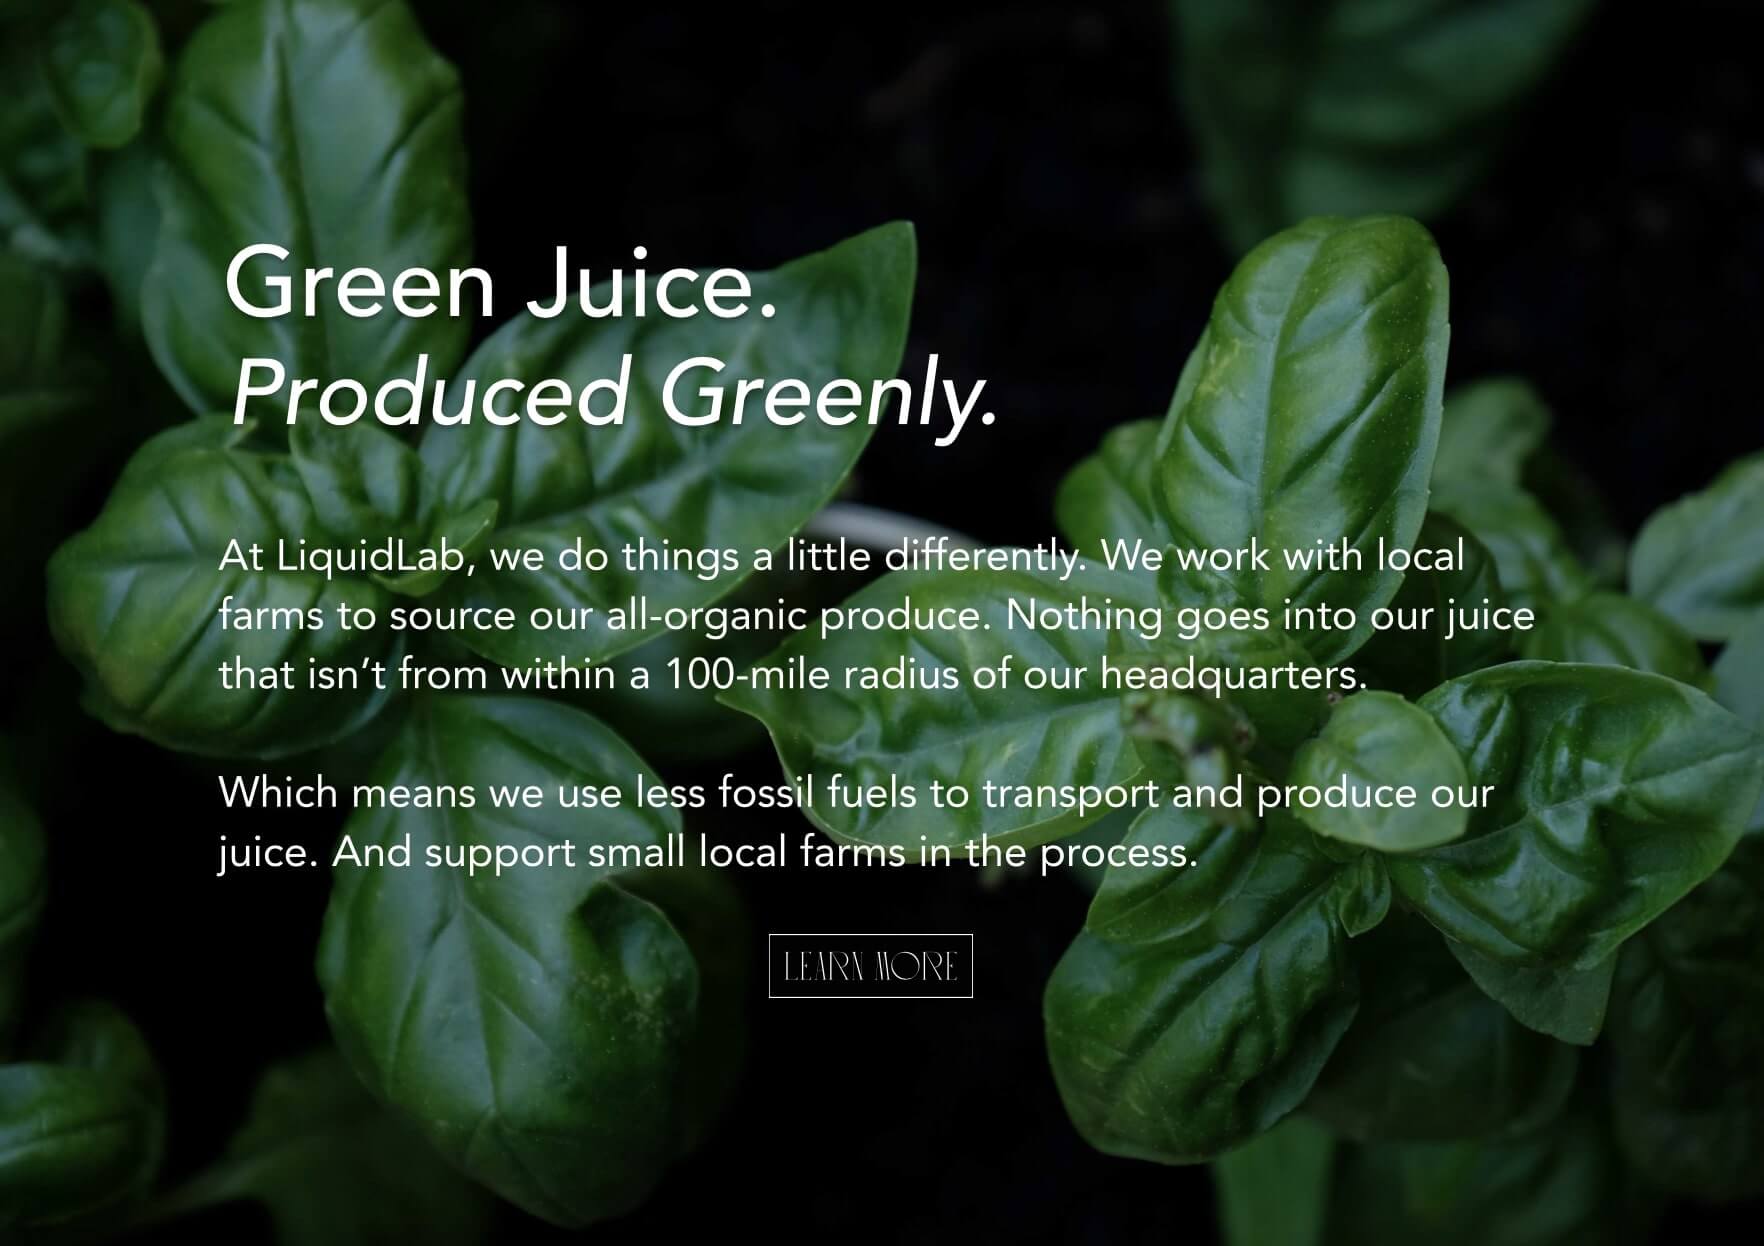 Green Juice.
Produced Greenly.
At LiquidLab, we do things a little differently. We work with local
farms to source our all-organic produce. Nothing goes into our juice
that isn’t from within a 100-mile radius of our headquarters.
Which means we use less fossil fuels to transport and produce our
juice. And support small local farms in the process.
LEARN MORE